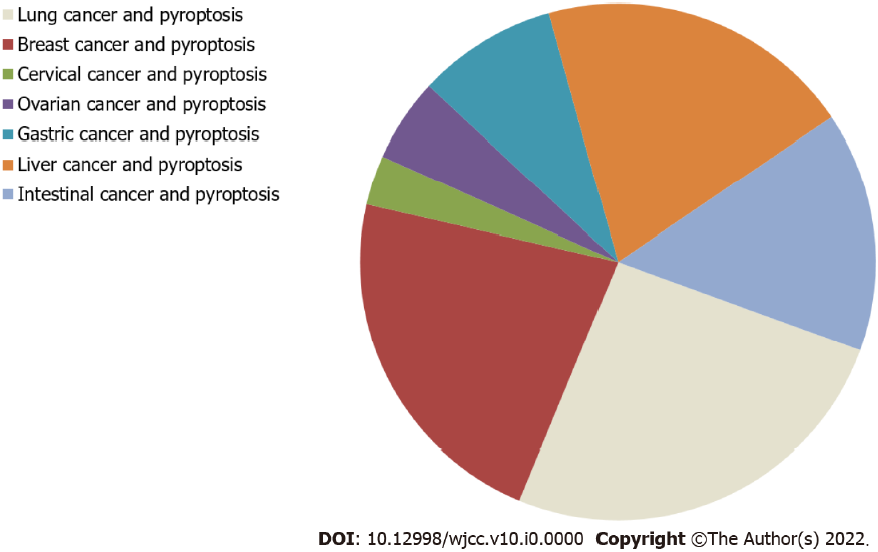 Lung cancer and pyroptosis
Breast cancer and pyroptosis
Cervical cancer and pyroptosis
Ovarian cancer and pyroptosis
Gastric cancer and pyroptosis
Liver cancer and pyroptosis
Intestinal cancer and pyroptosis
DOI: 10.12998/wjcc.v10.i0.0000 Copyright ©The Author(s) 2022.